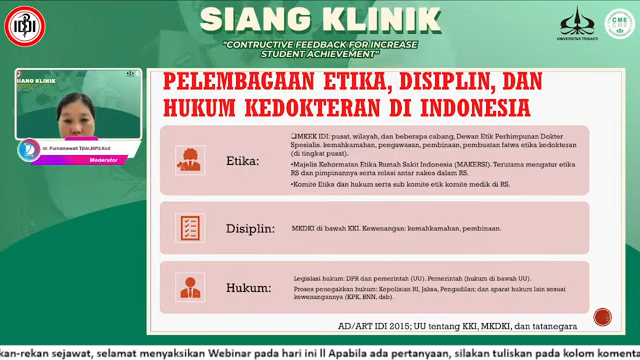 IDI
SIANG KLINIK
"CONTRUCTIVE FEEDBACK FOR INCREASE
STUDENT ACHIEVEMENT"
UNIVERSITAS TRISAKTI
CME
SIANG KLINIK
dr. Purnamawati Tjhin,MPd.Ked
Moderator
PELEMBAGAAN ETIKA, DISIPLIN, DAN
HUKUM KEDOKTERAN DI INDONESIA
Etika:
❑MKEK IDI: pusat, wilayah, dan beberapa cabang, Dewan Etik Perhimpunan Dokter
Spesialis. kemahkamahan, pengawasan, pembinaan, pembuatan fatwa etika kedokteran
(di tingkat pusat).
•Majelis Kehormatan Etika Rumah Sakit Indonesia (MAKERSI). Terutama mengatur etika
RS dan pimpinannya serta relasi antar nakes dalam RS.
•Komite Etika dan hukum serta sub komite etik komite medik di RS.
Disiplin:
MKDKI di bawah KKI. Kewenangan: kemahkamahan, pembinaan.
Hukum:
Legislasi hukum: DPR dan pemerintah (UU). Pemerintah (hukum di bawah UU).
Proses penegakkan hukum: Kepolisian RI, Jaksa, Pengadilan; dan aparat hukum lain sesuai
kewenangannya (KPK, BNN. dsb).
AD/ART IDI 2015; UU tentang KKI, MKDKI, dan tatanegara
kan-rekan sejawat, selamat menyaksikan Webinar pada hari ini ll Apabila ada pertanyaan, silakan tuliskan pada kolom koment